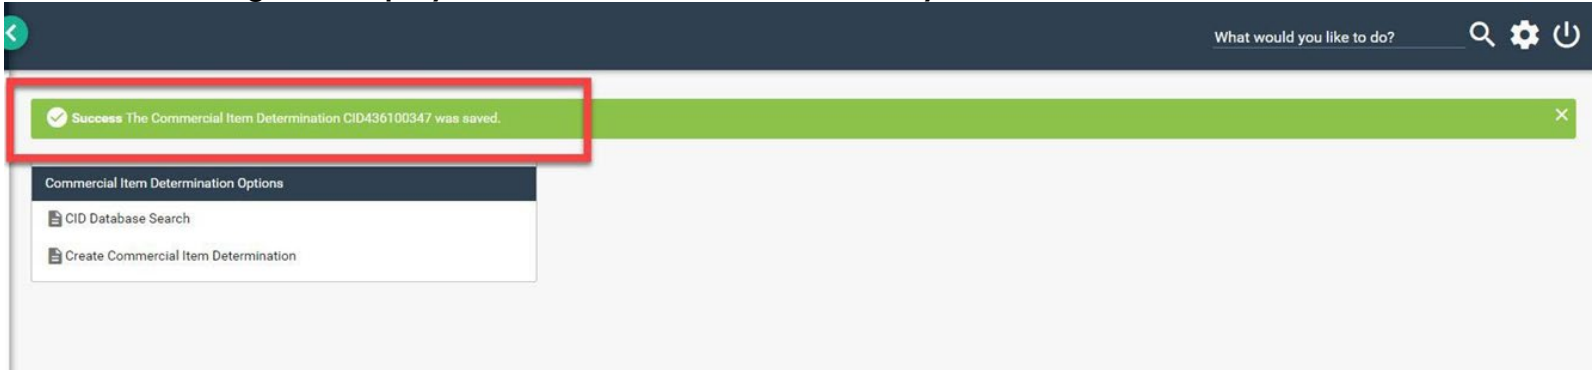 What would you like to do?
Success The Commercial Item Determination CID436100347 was saved.
Commercial Item Determination Options
CID Database Search
Create Commercial Item Determination